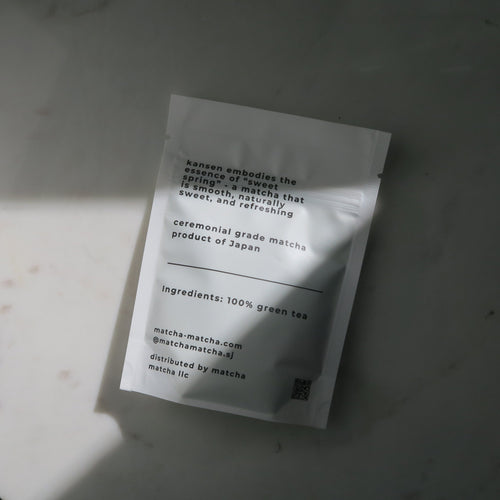 kansen embodies the
essence of "sweet
spring" - a matcha that
is smooth, naturally
sweet, and refreshing
ceremonial grade matcha
product of Japan
Ingredients: 100% green tea
matcha-matcha.com
@matchamatcha.sj
distributed by matcha
matcha llc